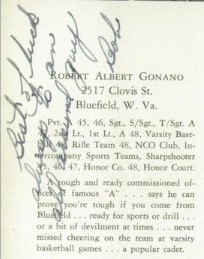 Best of luck
Bob
ROBERT ALBERT GONANO
2517 Clovis St.
Bluefield, W. Va.
Pvt. A 45, 46, Sgt., S/Sgt., T/Sgt. A
47, 2nd Lt., 1st Lt., A 48, Varsity Base-
ball 48, Rifle Team 48, NCO Club, In-
tercompany Sports Teams, Sharpshooter
45, 46, 47, Honor Co. 48, Honor Court.
A rough and ready commissioned of-
ficer of famous "A" . . . says he can
prove you're tough if you come from
Bluefield . . . ready for sports or drill . . .
or a bit of devilment at times . . . never
missed cheering on the team at varsity
basketball games . . . a popular cadet.